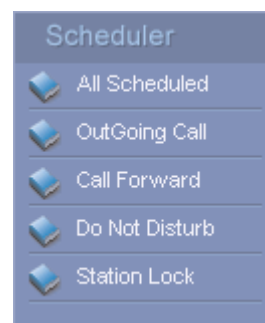 Scheduler
All Scheduled
OutGoing Call
Call Forward
Do Not Disturb
Station Lock